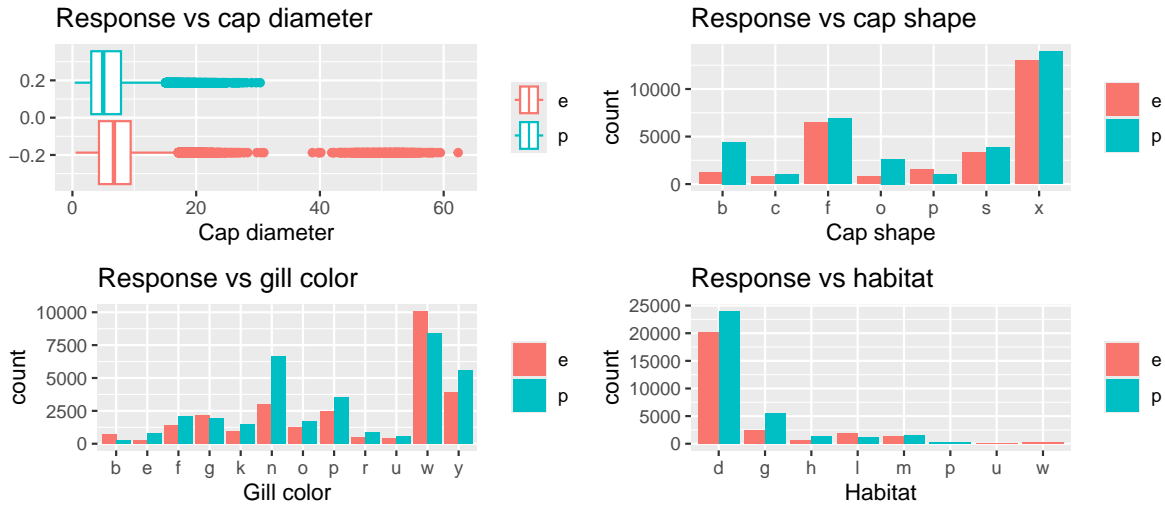 Response vs cap diameter
0.2
0.0
−0.2
0 20 40 60
Cap diameter
e
p
Response vs cap shape
count
10000
5000
0
b c f o p s x
Cap shape
e
p
Response vs gill color
count
10000
7500
5000
2500
0
b e f g k n o p r u w y
Gill color
e
p
Response vs habitat
count
25000
20000
15000
10000
5000
0
d g h l m p u w
Habitat
e
p